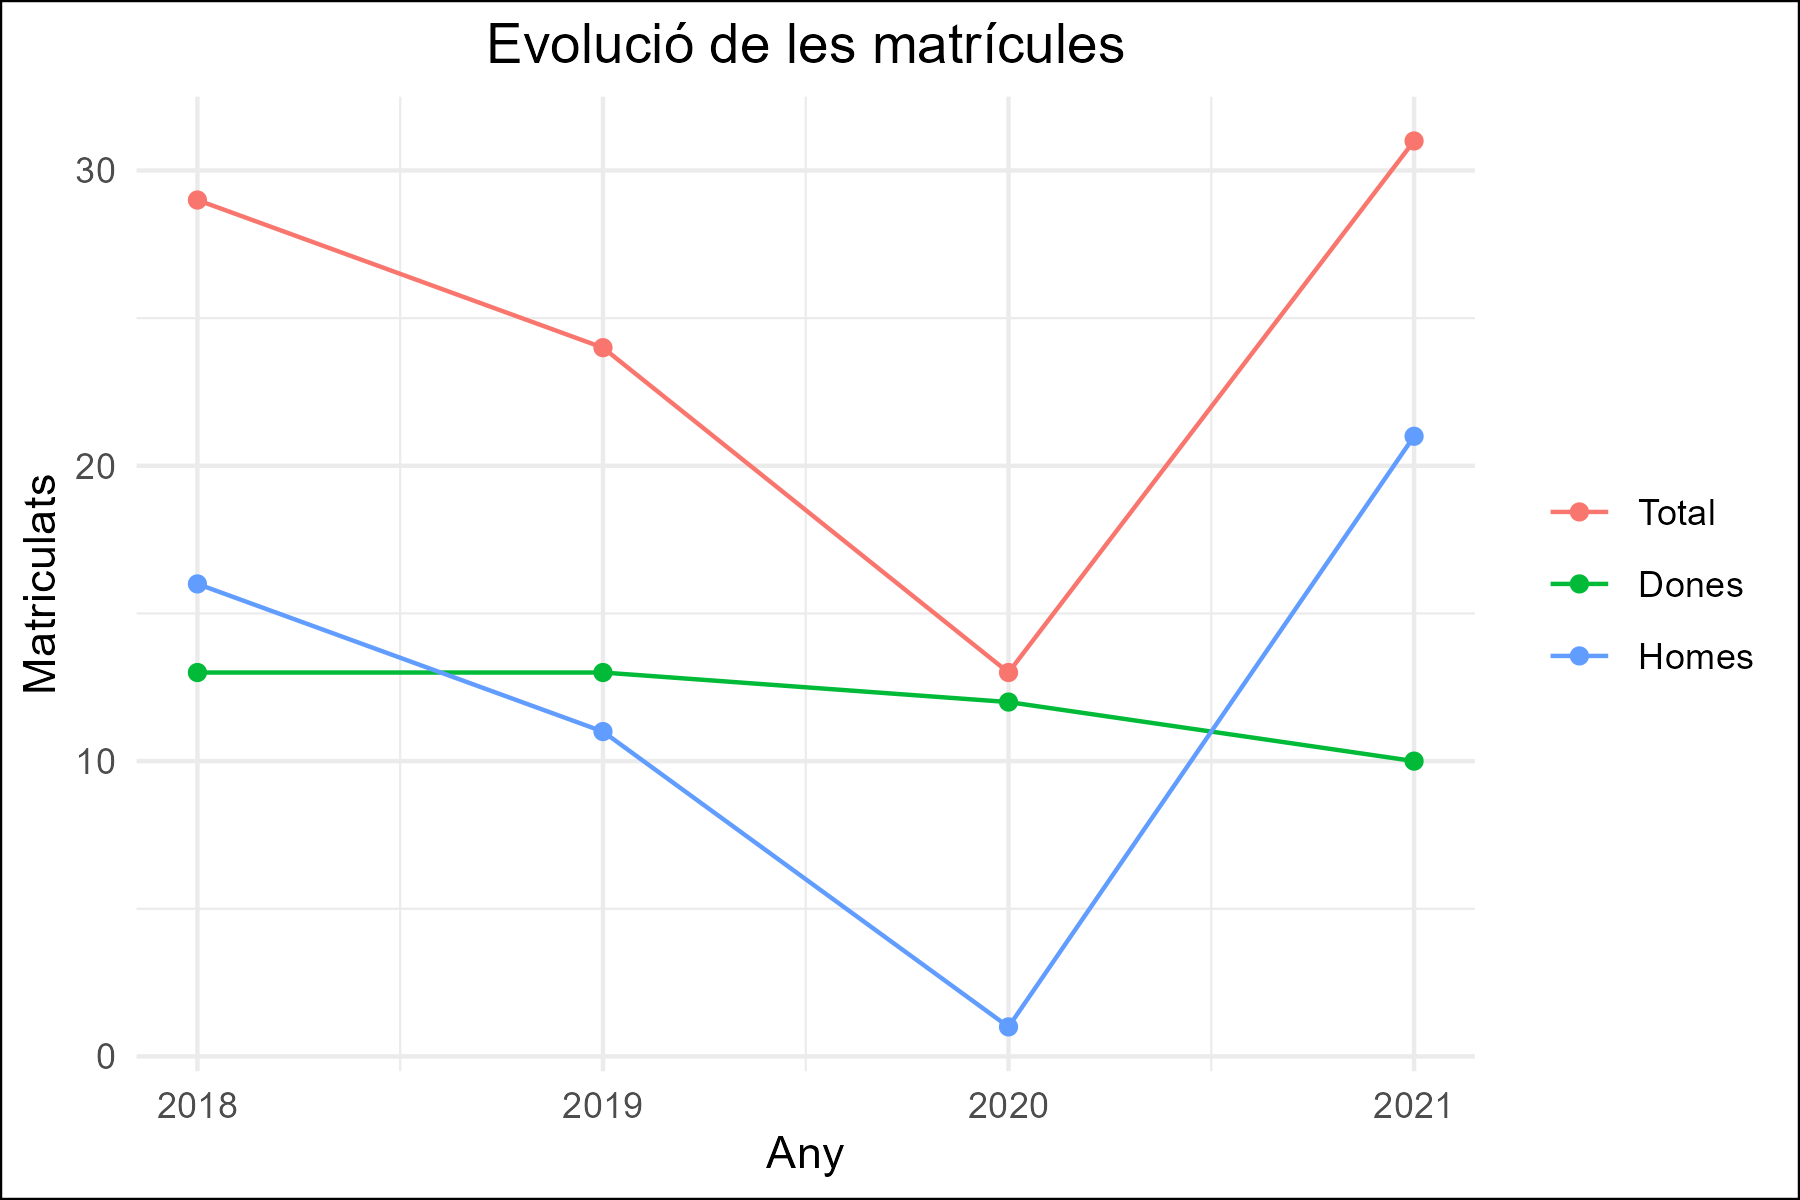 Evolució de les matrícules
30
20
10
0
Matriculats
2018
2019
2020
2021
Any
Total
Dones
Homes